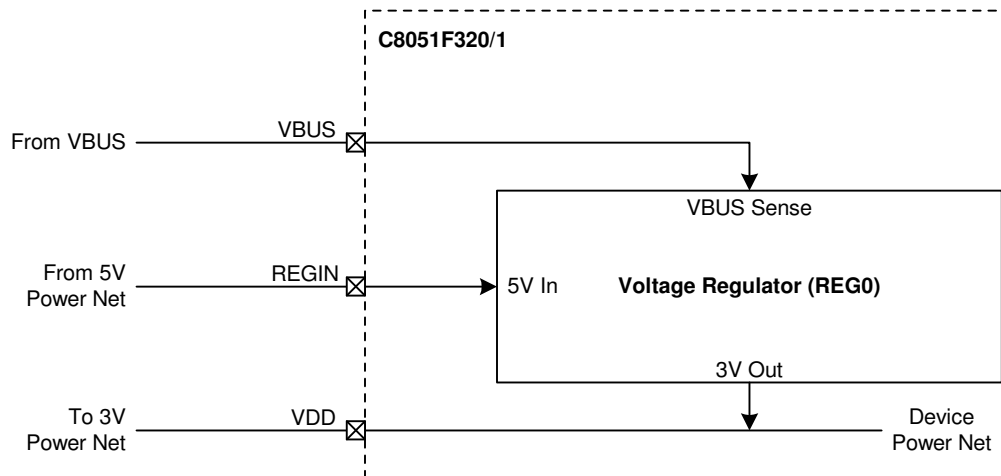 C8051F320/1
From VBUS
VBUS
VBUS Sense
From 5V
Power Net
REGIN
5V In
Voltage Regulator (REG0)
3V Out
To 3V
Power Net
VDD
Device
Power Net